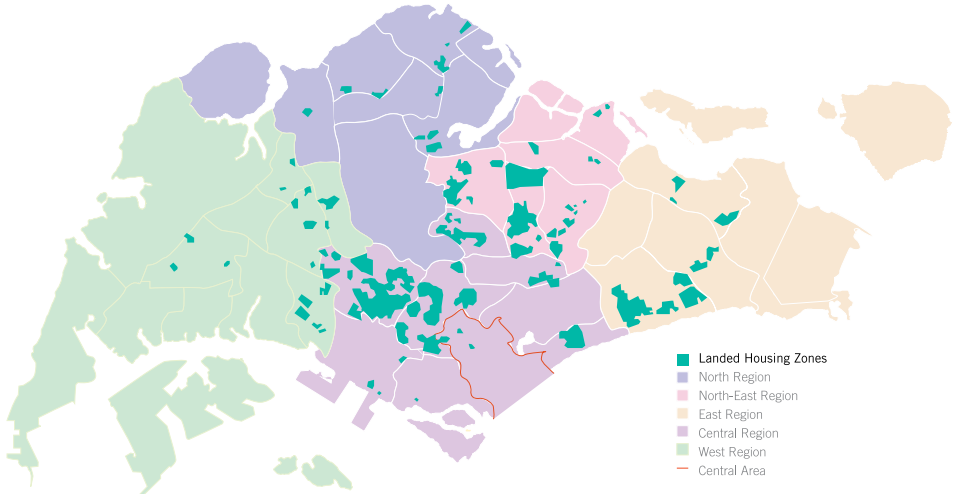 Landed Housing Zones
North Region
North-East Region
East Region
Central Region
West Region
Central Area